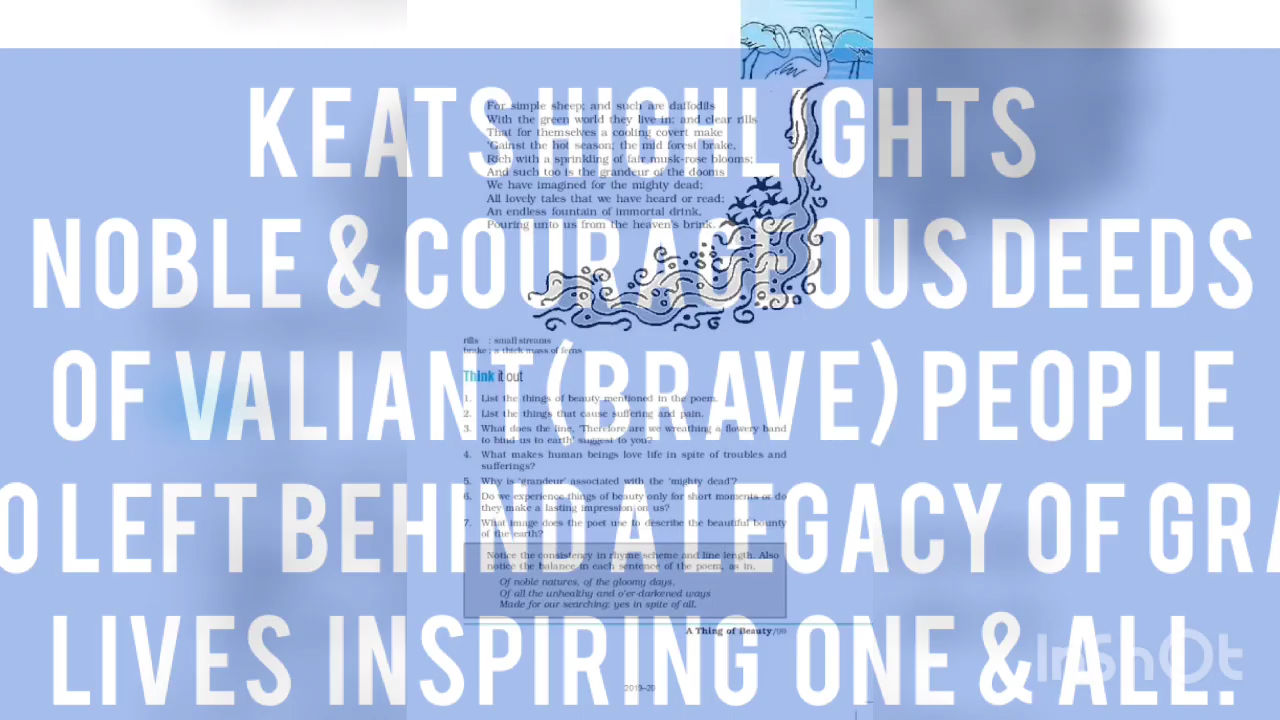 KEATS HIGHLIGHTS
NOBLE & COURAGEOUS DEEDS
OF VALIANT (BRAVE) PEOPLE
O LEFT BEHIND A LEGACY OF GRA
LIVES INSPIRING ONE & ALL.
For simple sheep; and such are daffodils
With the green world they live in; and clear rills
That for themselves a cooling covert make
'Gainst the hot season; the mid forest brake,
Rich with a sprinkling of fair musk-rose blooms;
And such too is the grandeur of the dooms
We have imagined for the mighty dead;
All lovely tales that we have heard or read;
An endless fountain of immortal drink,
Pouring unto us from the heaven's brink.
rills : small streams
brake : a thick mass of ferns
Think it out
1. List the things of beauty mentioned in the poem.
2. List the things that cause suffering and pain.
3. What does the line, 'Therefore are we wreathing a flowery band
to bind us to earth' suggest to you?
4. What makes human beings love life in spite of troubles and
sufferings?
5. Why is 'grandeur' associated with the 'mighty dead'?
6. Do we experience things of beauty only for short moments or do
they make a lasting impression on us?
7. What image does the poet use to describe the beautiful bounty
of the earth?
Notice the consistency in rhyme scheme and line length. Also
notice the balance in each sentence of the poem, as in,
Of noble natures, of the gloomy days,
Of all the unhealthy and o'er-darkened ways
Made for our searching: yes in spite of all.
A Thing of Beauty/99
2019–20
InShOt